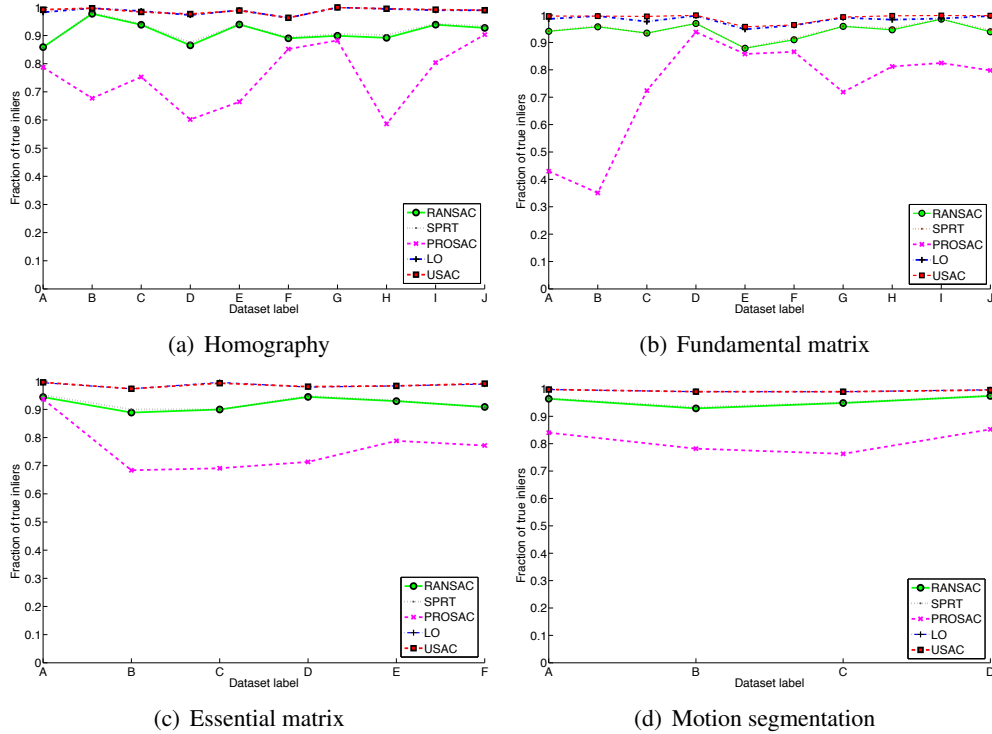 1
0.9
0.8
0.7
0.6
0.5
0.4
0.3
0.2
0.1
0
Fraction of true inliers
A B C D E F G H I J
Dataset label
RANSAC
SPRT
PROSAC
LO
USAC
(a) Homography
1
0.9
0.8
0.7
0.6
0.5
0.4
0.3
0.2
0.1
0
Fraction of true inliers
A B C D E F G H I J
Dataset label
RANSAC
SPRT
PROSAC
LO
USAC
(b) Fundamental matrix
1
0.9
0.8
0.7
0.6
0.5
0.4
0.3
0.2
0.1
0
Fraction of true inliers
A B C D E F
Dataset label
RANSAC
SPRT
PROSAC
LO
USAC
(c) Essential matrix
1
0.9
0.8
0.7
0.6
0.5
0.4
0.3
0.2
0.1
0
Fraction of true inliers
A B C D
Dataset label
RANSAC
SPRT
PROSAC
LO
USAC
(d) Motion segmentation